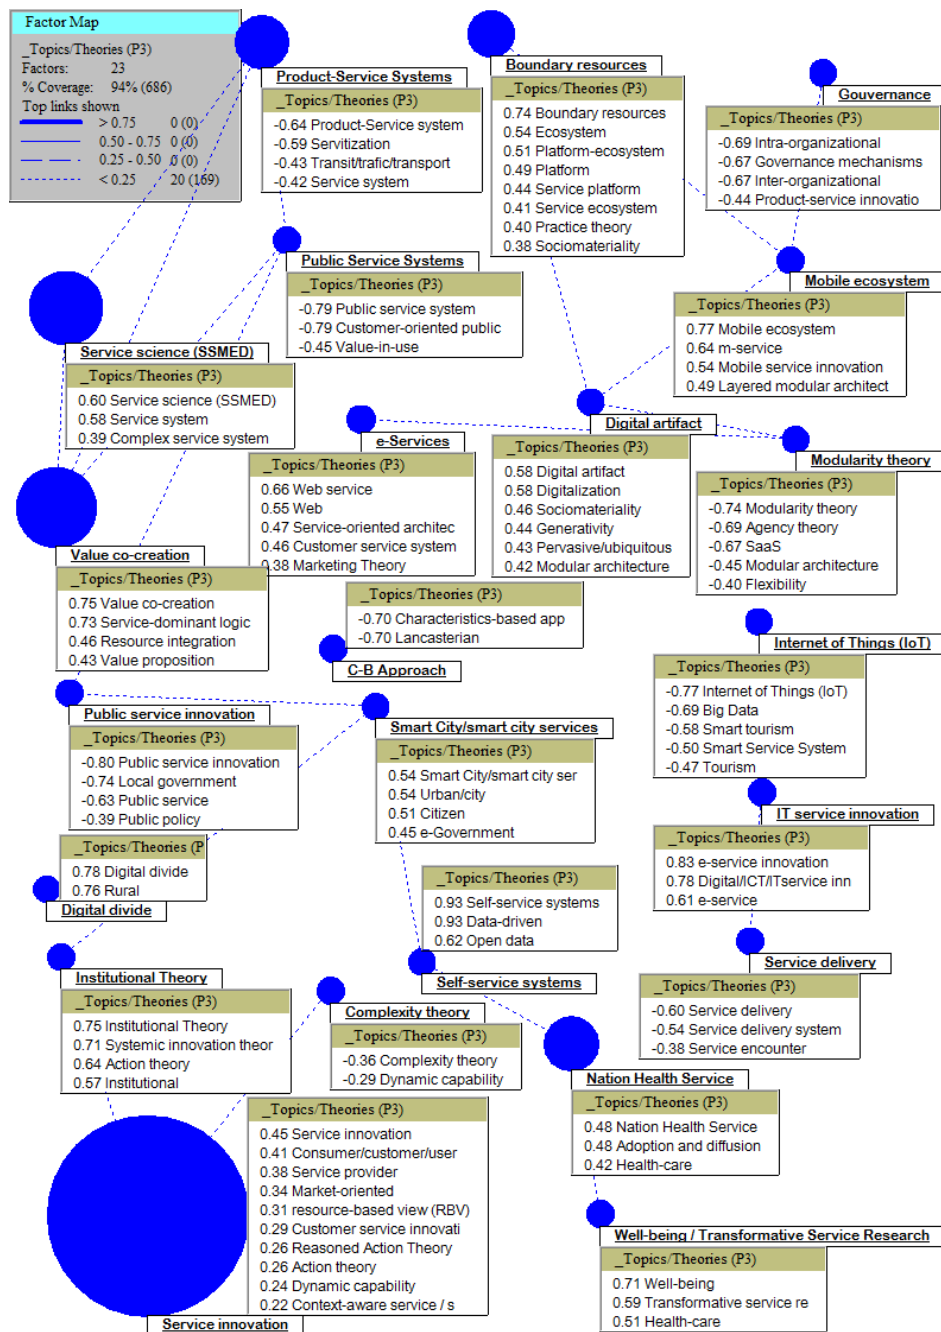 Factor Map
_Topics/Theories (P3)
Factors: 23
% Coverage: 94% (686)
Top links shown
> 0.75 0 (0)
0.50 - 0.75 0 (0)
0.25 - 0.50 0 (0)
< 0.25 20 (169)
Product-Service Systems
_Topics/Theories (P3)
-0.64 Product-Service system
-0.59 Servitization
-0.43 Transit/trafic/transport
-0.42 Service system
Boundary resources
_Topics/Theories (P3)
0.74 Boundary resources
0.54 Ecosystem
0.51 Platform-ecosystem
0.49 Platform
0.44 Service platform
0.41 Service ecosystem
0.40 Practice theory
0.38 Sociomateriality
Gouvernance
_Topics/Theories (P3)
-0.69 Intra-organizational
-0.67 Governance mechanisms
-0.67 Inter-organizational
-0.44 Product-service innovatio
Public Service Systems
_Topics/Theories (P3)
-0.79 Public service system
-0.79 Customer-oriented public
-0.45 Value-in-use
Mobile ecosystem
_Topics/Theories (P3)
0.77 Mobile ecosystem
0.64 m-service
0.54 Mobile service innovation
0.49 Layered modular architect
Service science (SSMED)
_Topics/Theories (P3)
0.60 Service science (SSMED)
0.58 Service system
0.39 Complex service system
e-Services
_Topics/Theories (P3)
0.66 Web service
0.55 Web
0.47 Service-oriented architec
0.46 Customer service system
0.38 Marketing Theory
Digital artifact
_Topics/Theories (P3)
0.58 Digital artifact
0.58 Digitalization
0.46 Sociomateriality
0.44 Generativity
0.43 Pervasive/ubiquitous
0.42 Modular architecture
Modularity theory
_Topics/Theories (P3)
-0.74 Modularity theory
-0.69 Agency theory
-0.67 SaaS
-0.45 Modular architecture
-0.40 Flexibility
Value co-creation
_Topics/Theories (P3)
0.75 Value co-creation
0.73 Service-dominant logic
0.46 Resource integration
0.43 Value proposition
_Topics/Theories (P3)
-0.70 Characteristics-based app
-0.70 Lancasterian
C-B Approach
Internet of Things (IoT)
_Topics/Theories (P3)
-0.77 Internet of Things (IoT)
-0.69 Big Data
-0.58 Smart tourism
-0.50 Smart Service System
-0.47 Tourism
Public service innovation
_Topics/Theories (P3)
-0.80 Public service innovation
-0.74 Local government
-0.63 Public service
-0.39 Public policy
Smart City/smart city services
_Topics/Theories (P3)
0.54 Smart City/smart city ser
0.54 Urban/city
0.51 Citizen
0.45 e-Government
IT service innovation
_Topics/Theories (P3)
0.83 e-service innovation
0.78 Digital/ICT/ITservice inn
0.61 e-service
_Topics/Theories (P
0.78 Digital divide
0.76 Rural
Digital divide
_Topics/Theories (P3)
0.93 Self-service systems
0.93 Data-driven
0.62 Open data
Self-service systems
Service delivery
_Topics/Theories (P3)
-0.60 Service delivery
-0.54 Service delivery system
-0.38 Service encounter
Institutional Theory
_Topics/Theories (P3)
0.75 Institutional Theory
0.71 Systemic innovation theor
0.64 Action theory
0.57 Institutional
Complexity theory
_Topics/Theories (P3)
-0.36 Complexity theory
-0.29 Dynamic capability
Nation Health Service
_Topics/Theories (P3)
0.48 Nation Health Service
0.48 Adoption and diffusion
0.42 Health-care
_Topics/Theories (P3)
0.45 Service innovation
0.41 Consumer/customer/user
0.38 Service provider
0.34 Market-oriented
0.31 resource-based view (RBV)
0.29 Customer service innovati
0.26 Reasoned Action Theory
0.26 Action theory
0.24 Dynamic capability
0.22 Context-aware service / s
Service innovation
Well-being / Transformative Service Research
_Topics/Theories (P3)
0.71 Well-being
0.59 Transformative service re
0.51 Health-care